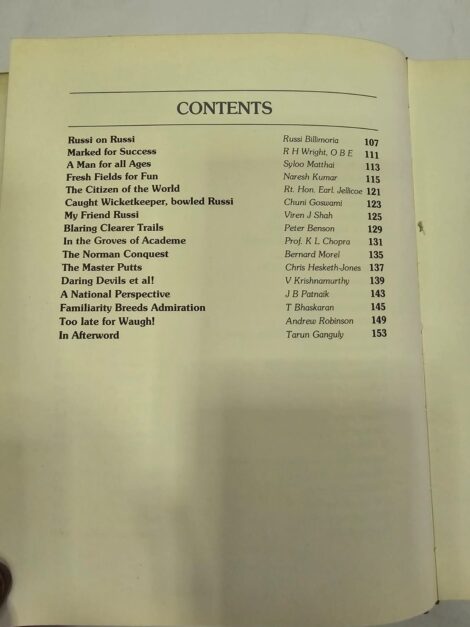 CONTENTS
Russi on Russi Russi Billimoria 107
Marked for Success R H Wright, O B E 111
A Man for all Ages Syloo Matthai 113
Fresh Fields for Fun Naresh Kumar 115
The Citizen of the World Rt. Hon. Earl. Jellicoe 121
Caught Wicketkeeper, bowled Russi Chuni Goswami 123
My Friend Russi Viren J Shah 125
Blaring Clearer Trails Peter Benson 129
In the Groves of Academe Prof. K L Chopra 131
The Norman Conquest Bernard Morel 135
The Master Putts Chris Hesketh-Jones 137
Daring Devils et al! V Krishnamurthy 139
A National Perspective J B Patnaik 143
Familiarity Breeds Admiration T Bhaskaran 145
Too late for Waugh! Andrew Robinson 149
In Afterword Tarun Ganguly 153